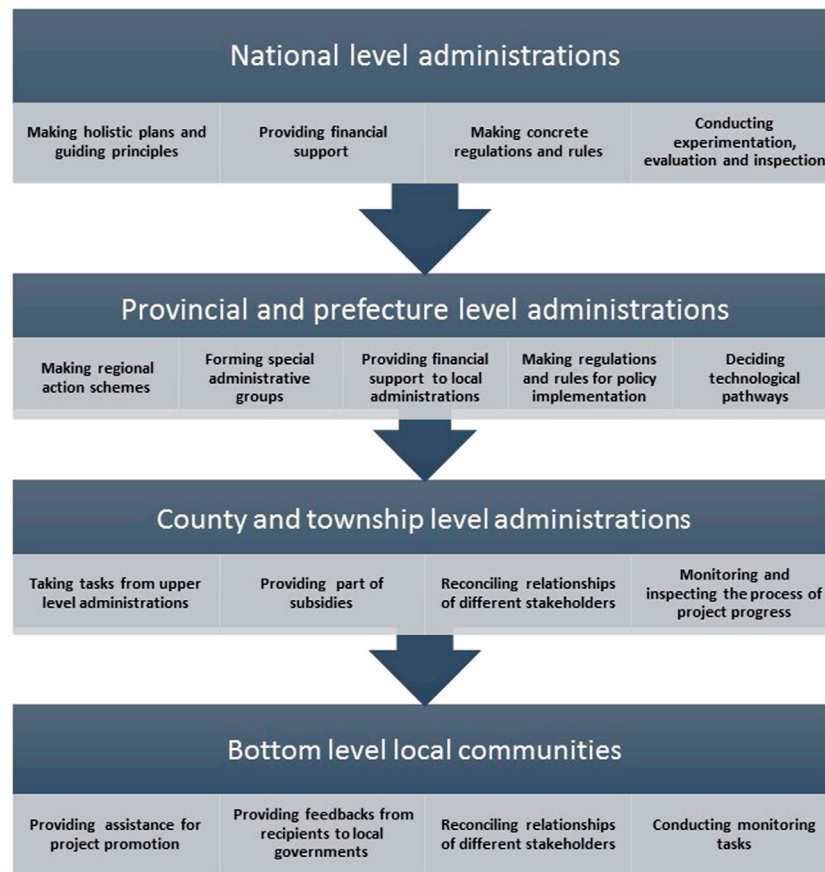 National level administrations
Making holistic plans and
guiding principles
Providing financial
support
Making concrete
regulations and rules
Conducting
experimentation,
evaluation and inspection
Provincial and prefecture level administrations
Making regional
action schemes
Forming special
administrative
groups
Providing financial
support to local
administrations
Making regulations
and rules for policy
implementation
Deciding
technological
pathways
County and township level administrations
Taking tasks from upper
level administrations
Providing part of
subsidies
Reconciling relationships
of different stakeholders
Monitoring and
inspecting the process of
project progress
Bottom level local communities
Providing assistance for
project promotion
Providing feedbacks from
recipients to local
governments
Reconciling relationships
of different stakeholders
Conducting monitoring
tasks